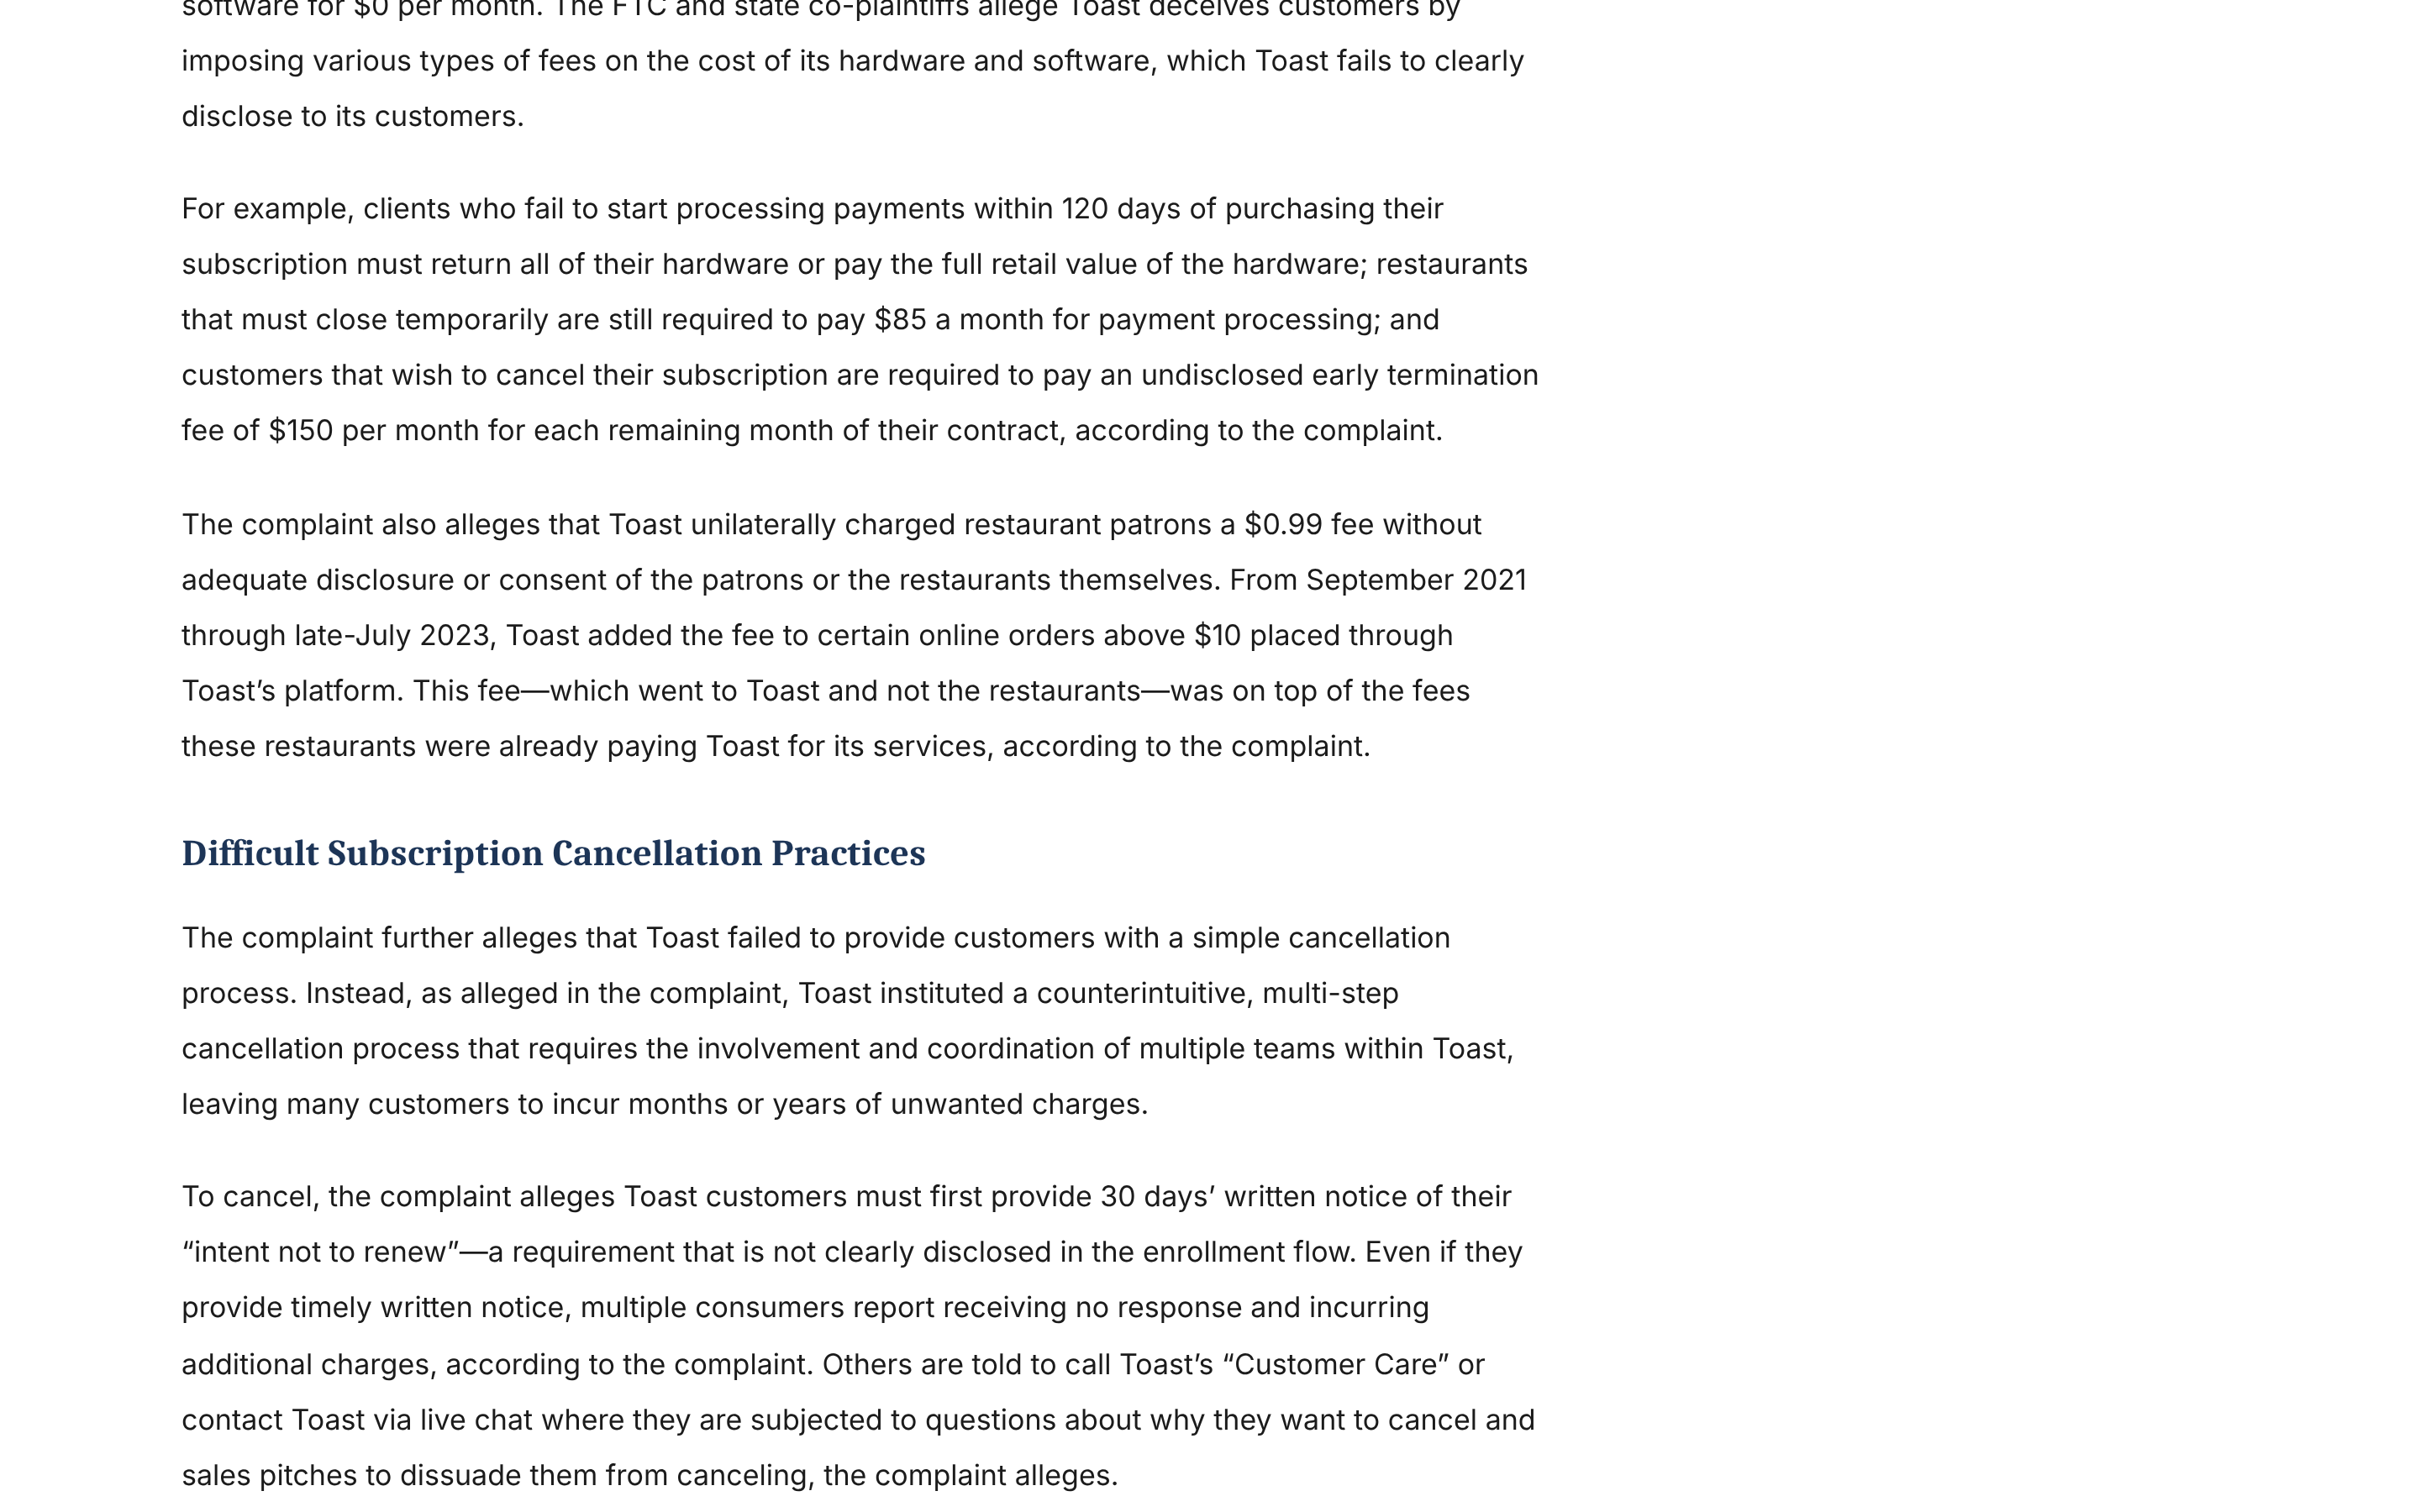 software for $0 per month. The FTC and state co-plaintiffs allege Toast deceives customers by
imposing various types of fees on the cost of its hardware and software, which Toast fails to clearly
disclose to its customers.
For example, clients who fail to start processing payments within 120 days of purchasing their
subscription must return all of their hardware or pay the full retail value of the hardware; restaurants
that must close temporarily are still required to pay $85 a month for payment processing; and
customers that wish to cancel their subscription are required to pay an undisclosed early termination
fee of $150 per month for each remaining month of their contract, according to the complaint.
The complaint also alleges that Toast unilaterally charged restaurant patrons a $0.99 fee without
adequate disclosure or consent of the patrons or the restaurants themselves. From September 2021
through late-July 2023, Toast added the fee to certain online orders above $10 placed through
Toast’s platform. This fee—which went to Toast and not the restaurants—was on top of the fees
these restaurants were already paying Toast for its services, according to the complaint.
Difficult Subscription Cancellation Practices
The complaint further alleges that Toast failed to provide customers with a simple cancellation
process. Instead, as alleged in the complaint, Toast instituted a counterintuitive, multi-step
cancellation process that requires the involvement and coordination of multiple teams within Toast,
leaving many customers to incur months or years of unwanted charges.
To cancel, the complaint alleges Toast customers must first provide 30 days’ written notice of their
“intent not to renew”—a requirement that is not clearly disclosed in the enrollment flow. Even if they
provide timely written notice, multiple consumers report receiving no response and incurring
additional charges, according to the complaint. Others are told to call Toast’s “Customer Care” or
contact Toast via live chat where they are subjected to questions about why they want to cancel and
sales pitches to dissuade them from canceling, the complaint alleges.